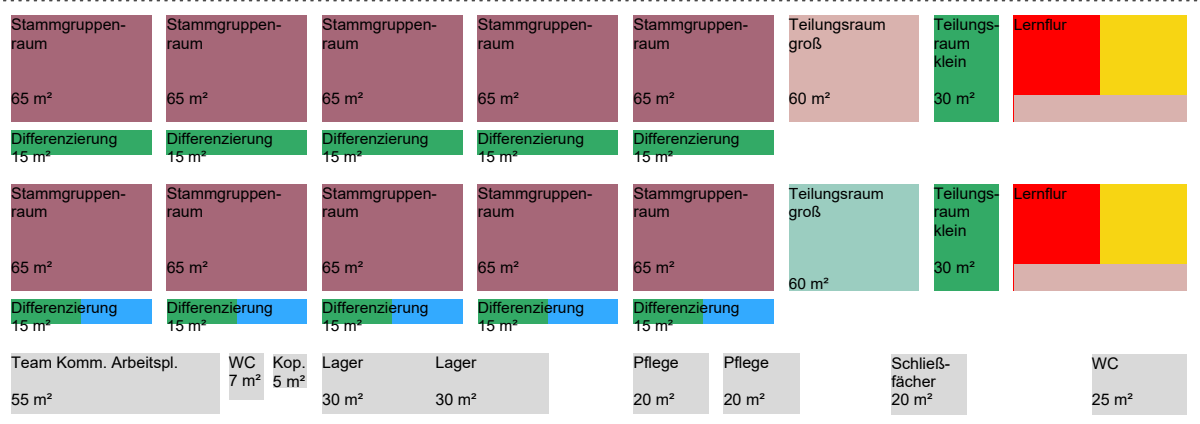 Stammgruppen-
raum
65 m²
Stammgruppen-
raum
65 m²
Stammgruppen-
raum
65 m²
Stammgruppen-
raum
65 m²
Stammgruppen-
raum
65 m²
Teilungsraum
groß
60 m²
Teilungs-
raum
klein
30 m²
Lernflur
Differenzierung
15 m²
Differenzierung
15 m²
Differenzierung
15 m²
Differenzierung
15 m²
Differenzierung
15 m²
Stammgruppen-
raum
65 m²
Stammgruppen-
raum
65 m²
Stammgruppen-
raum
65 m²
Stammgruppen-
raum
65 m²
Stammgruppen-
raum
65 m²
Teilungsraum
groß
60 m²
Teilungs-
raum
klein
30 m²
Lernflur
Differenzierung
15 m²
Differenzierung
15 m²
Differenzierung
15 m²
Differenzierung
15 m²
Differenzierung
15 m²
Team Komm. Arbeitspl.
55 m²
WC
7 m²
Kop.
5 m²
Lager
30 m²
Lager
30 m²
Pflege
20 m²
Pflege
20 m²
Schließ-
fächer
20 m²
WC
25 m²